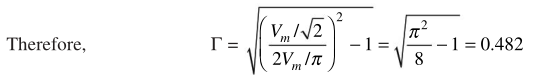 Therefore, Γ = √((V_m/√2 / 2V_m/π)² − 1) = √(π²/8 − 1) = 0.482